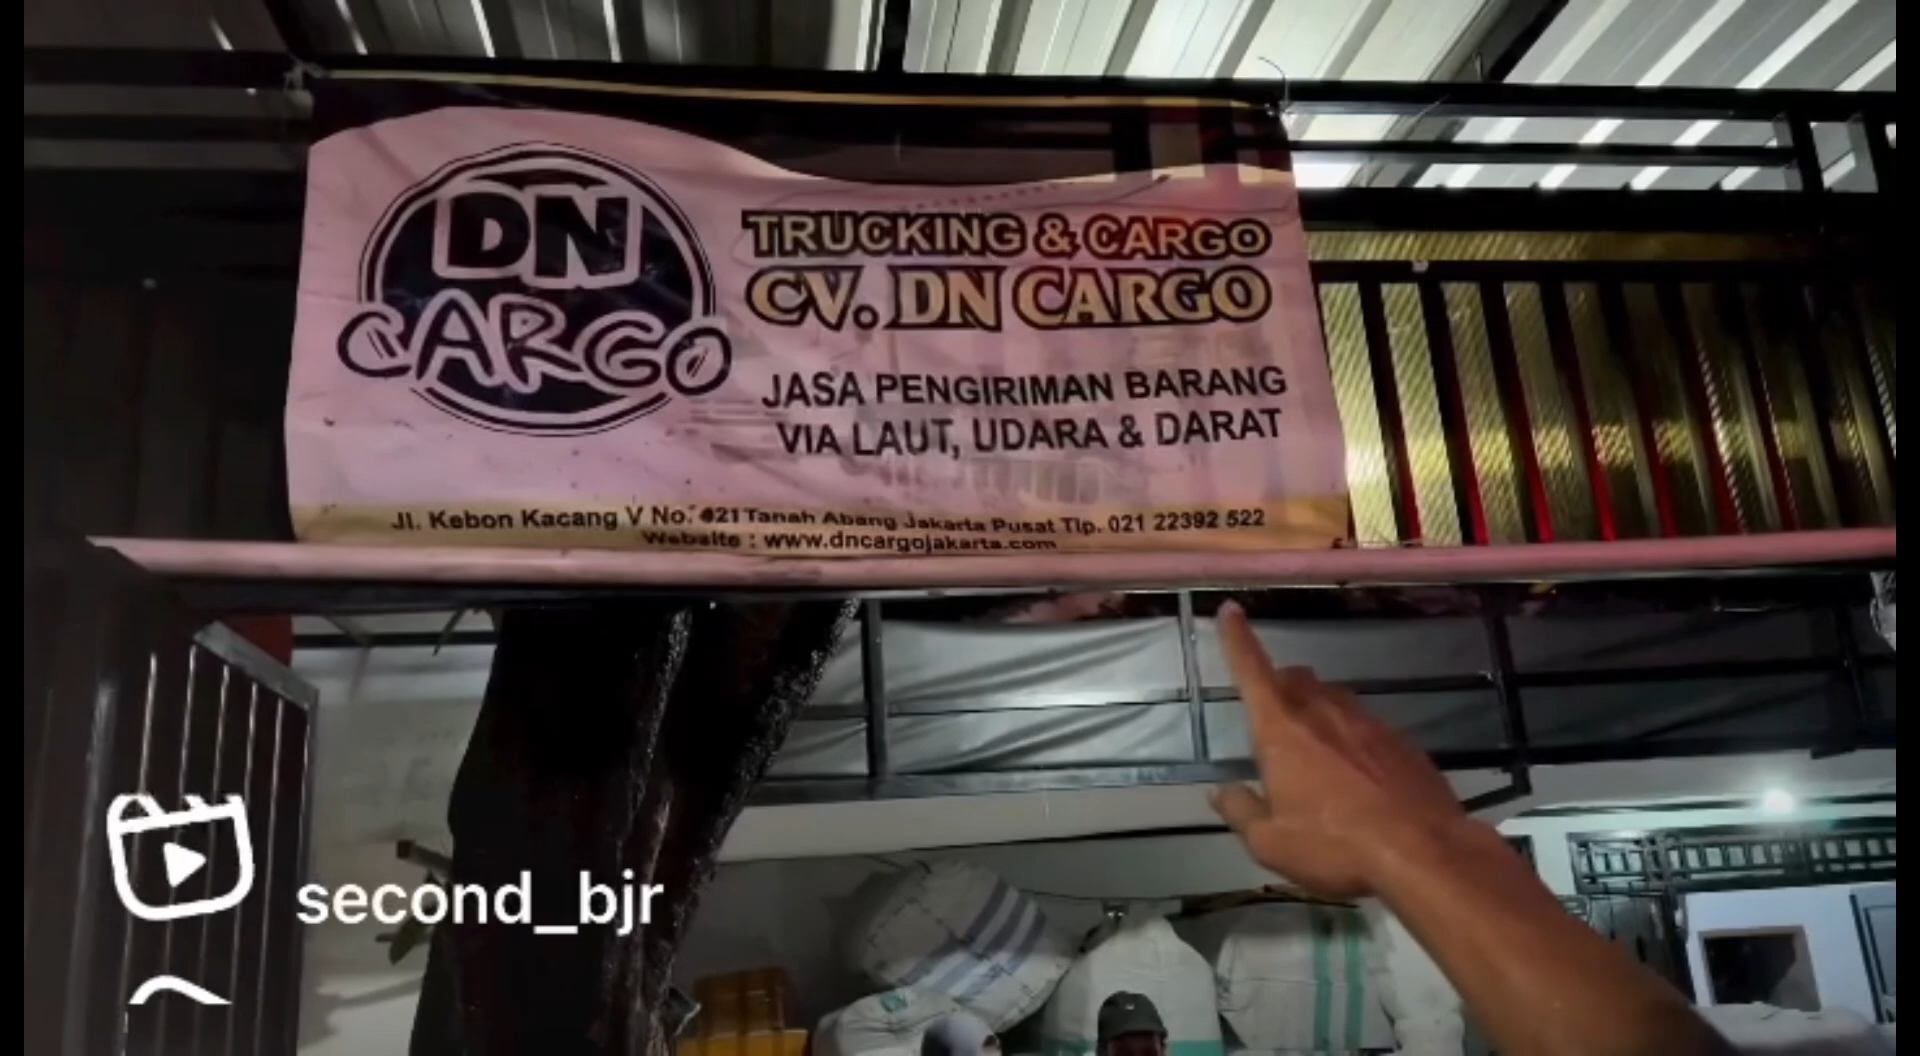 DN
CARGO
TRUCKING & CARGO
CV. DN CARGO
JASA PENGIRIMAN BARANG
VIA LAUT, UDARA & DARAT
Jl. Kebon Kacang V No. 21 Tanah Abang Jakarta Pusat Tlp. 021 22392 522
Website : www.dncargojakarta.com
second_bjr